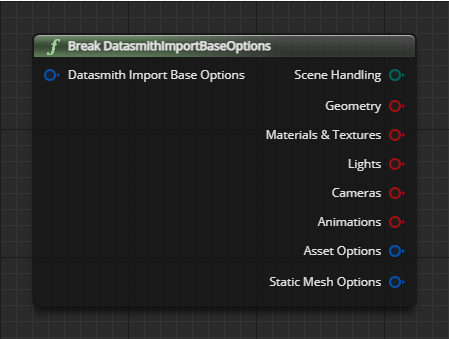 Break DatasmithImportBaseOptions
Datasmith Import Base Options
Scene Handling
Geometry
Materials & Textures
Lights
Cameras
Animations
Asset Options
Static Mesh Options